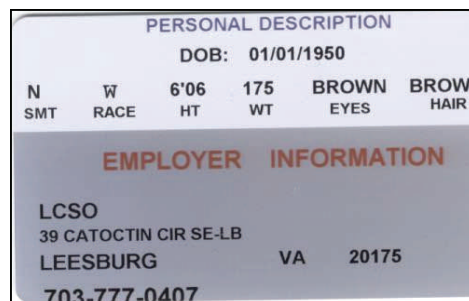 PERSONAL DESCRIPTION
DOB: 01/01/1950
N W 6'06 175 BROWN BROW
SMT RACE HT WT EYES HAIR
EMPLOYER INFORMATION
LCSO
39 CATOCTIN CIR SE-LB
LEESBURG VA 20175
703-777-0407